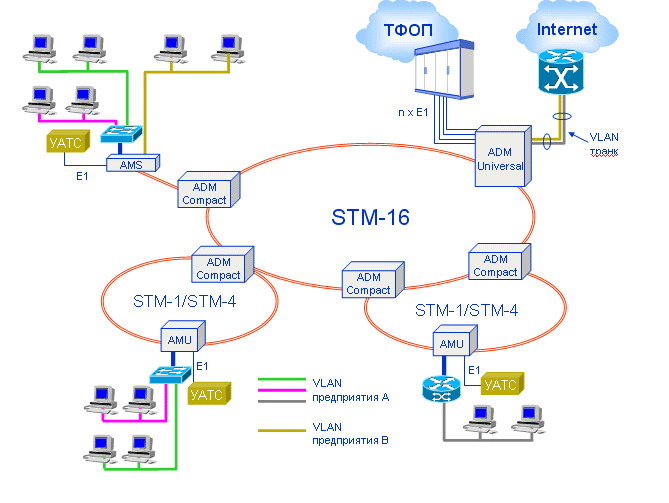 ТФОП
Internet
n x E1
VLAN
транк
УАТС
E1
AMS
ADM
Universal
ADM
Compact
STM-16
ADM
Compact
ADM
Compact
ADM
Compact
STM-1/STM-4
STM-1/STM-4
AMU
E1
УАТС
AMU
E1
УАТС
VLAN
предприятия А
VLAN
предприятия В